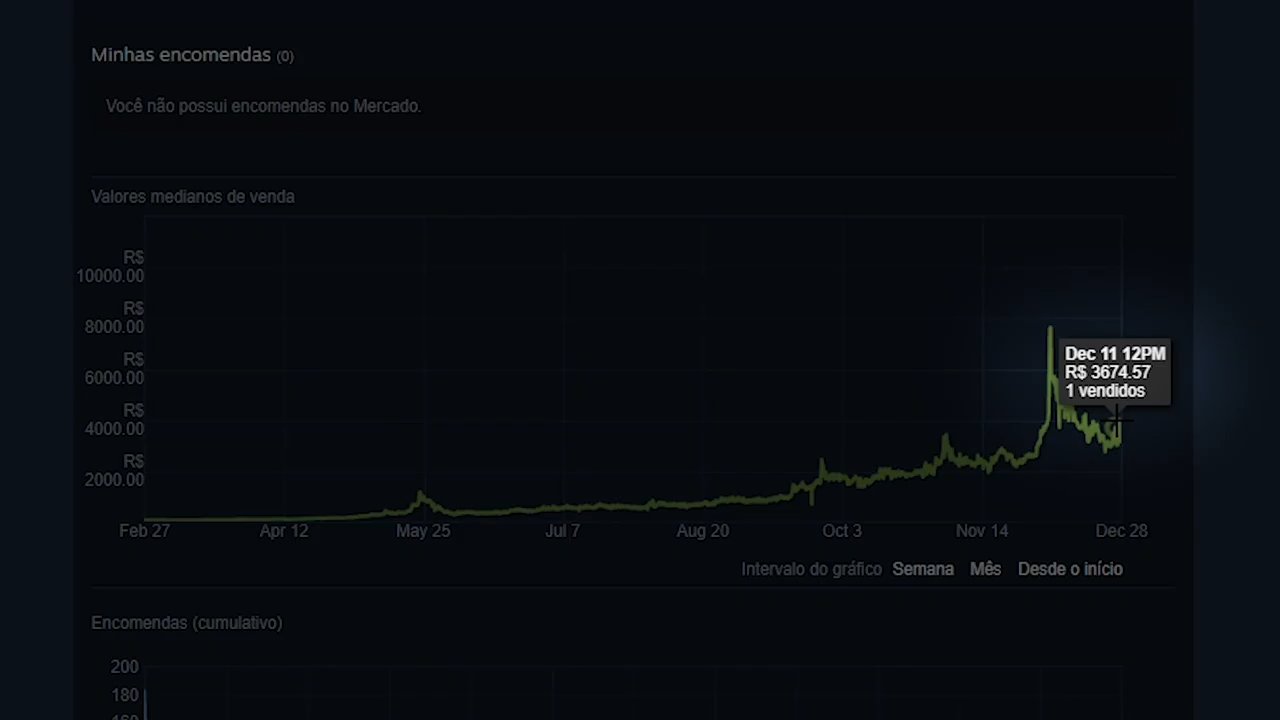 Minhas encomendas (0)
Você não possui encomendas no Mercado.
Valores medianos de venda
R$
10000.00
R$
8000.00
R$
6000.00
R$
4000.00
R$
2000.00
Dec 11 12PM
R$ 3674.57
1 vendidos
Feb 27 Apr 12 May 25 Jul 7 Aug 20 Oct 3 Nov 14 Dec 28
Intervalo do gráfico Semana Mês Desde o início
Encomendas (cumulativo)
200
180
160